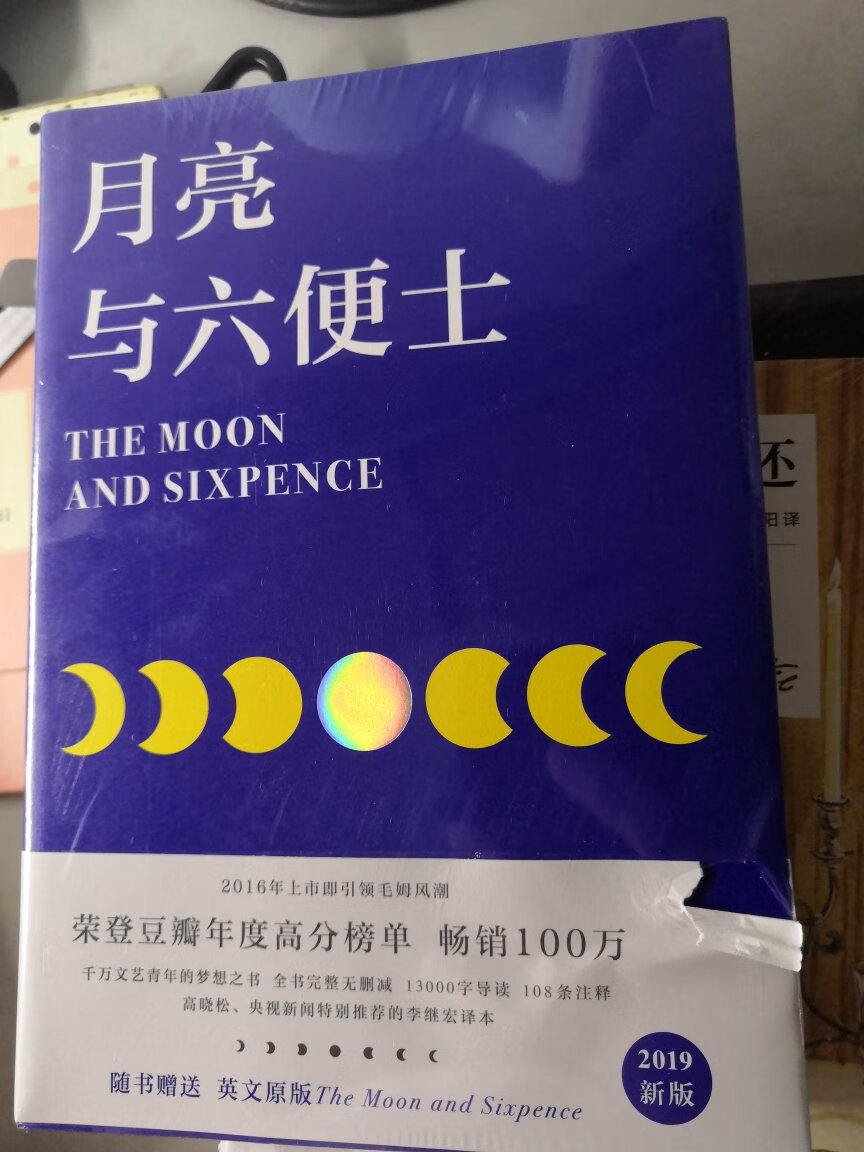 月亮
与六便士
THE MOON
AND SIXPENCE
2016年上市即引领毛姆风潮
荣登豆瓣年度高分榜单 畅销100万
千万文艺青年的梦想之书 全书完整无删减 13000字导读 108条注释
高晓松、央视新闻特别推荐的李继宏译本
随书赠送 英文原版The Moon and Sixpence
2019
新版
阳译